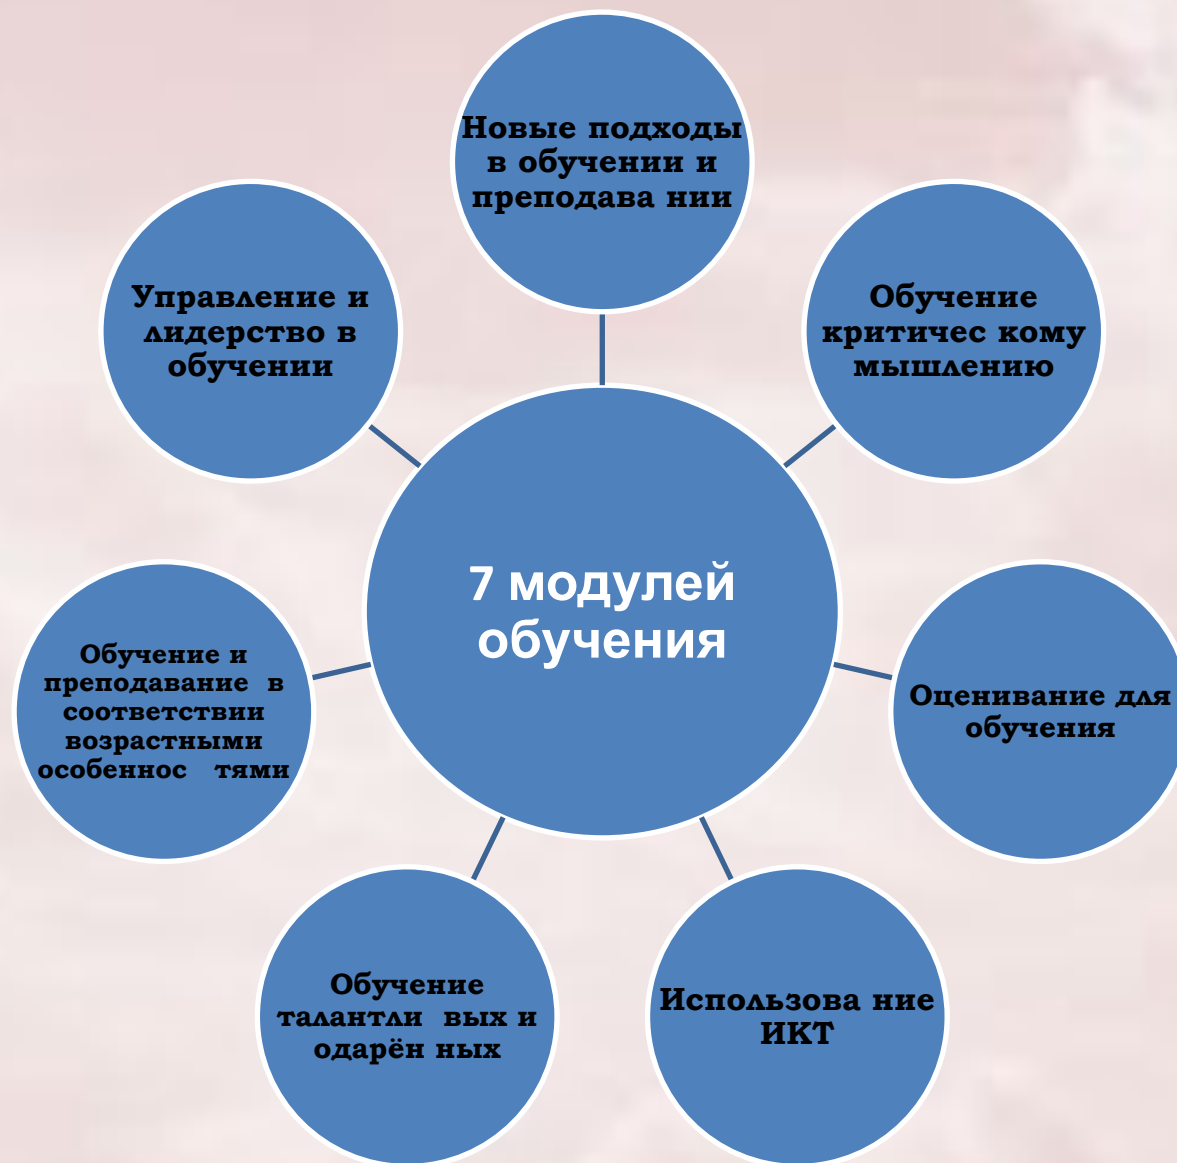 Новые подходы
в обучении и
преподава нии
Обучение
критичес кому
мышлению
Оценивание для
обучения
Использова ние
ИКТ
Обучение
талантли  вых и
одарён ных
Обучение и
преподавание  в
соответствии
возрастными
особеннос   тями
Управление и
лидерство в
обучении
7 модулей
обучения